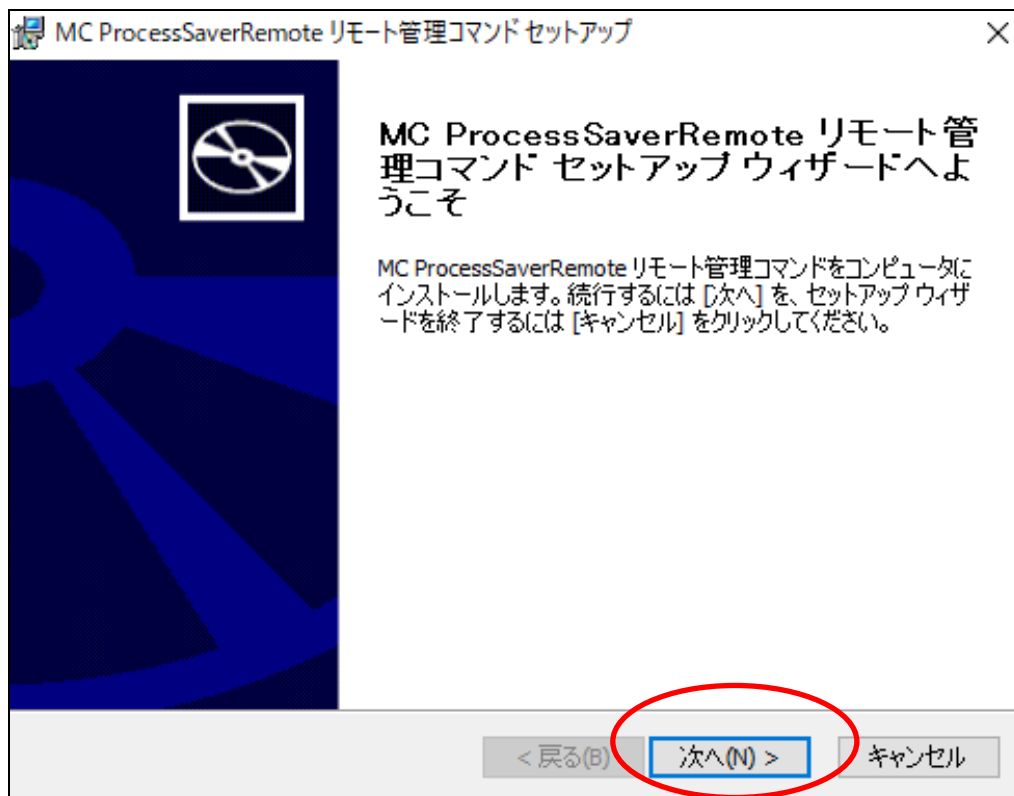 MC ProcessSaverRemote リモート管理コマンド セットアップ
MC ProcessSaverRemote リモート管
理コマンド セットアップ ウィザードへよ
うこそ
MC ProcessSaverRemote リモート管理コマンドをコンピュータに
インストールします。続行するには [次へ] を、セットアップ ウィザ
ードを終了するには [キャンセル] をクリックしてください。
< 戻る(B)
次へ(N) >
キャンセル